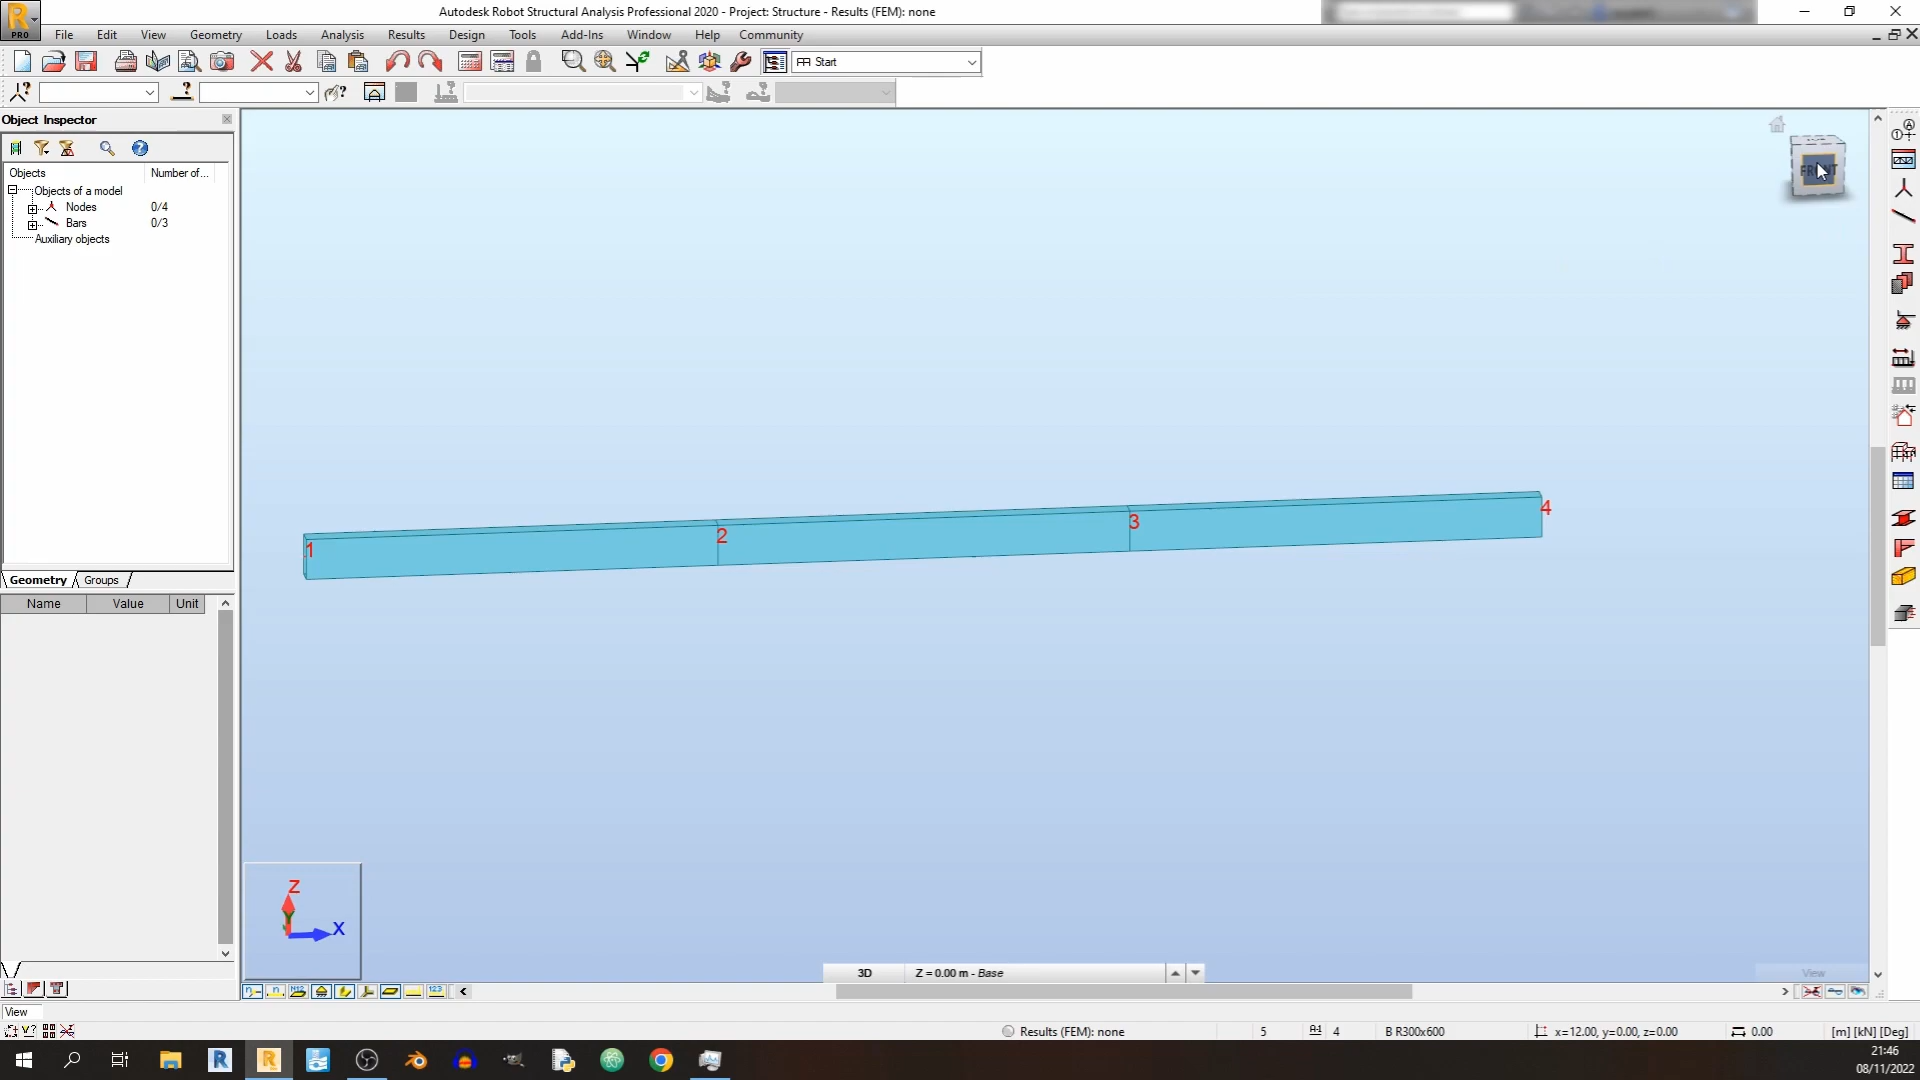 Autodesk Robot Structural Analysis Professional 2020 - Project: Structure - Results (FEM): none
PRO
File Edit View Geometry Loads Analysis Results Design Tools Add-Ins Window Help Community
Start
Object Inspector
Objects Number of...
Objects of a model
Nodes 0/4
Bars 0/3
Auxiliary objects
Geometry Groups
Name Value Unit
1
2
3
4
Z
X
3D Z = 0.00 m - Base
View
View
Results (FEM): none 5 4 B R300x600 x=12.00, y=0.00, z=0.00 0.00 [m] [kN] [Deg]
21:46
08/11/2022